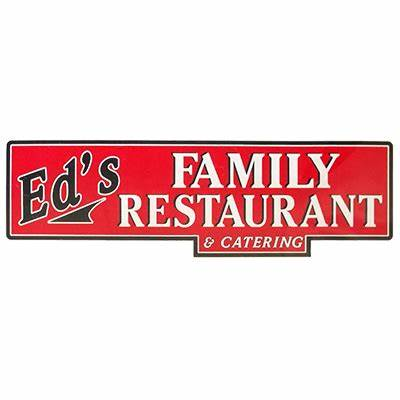 Ed's
FAMILY
RESTAURANT
& CATERING